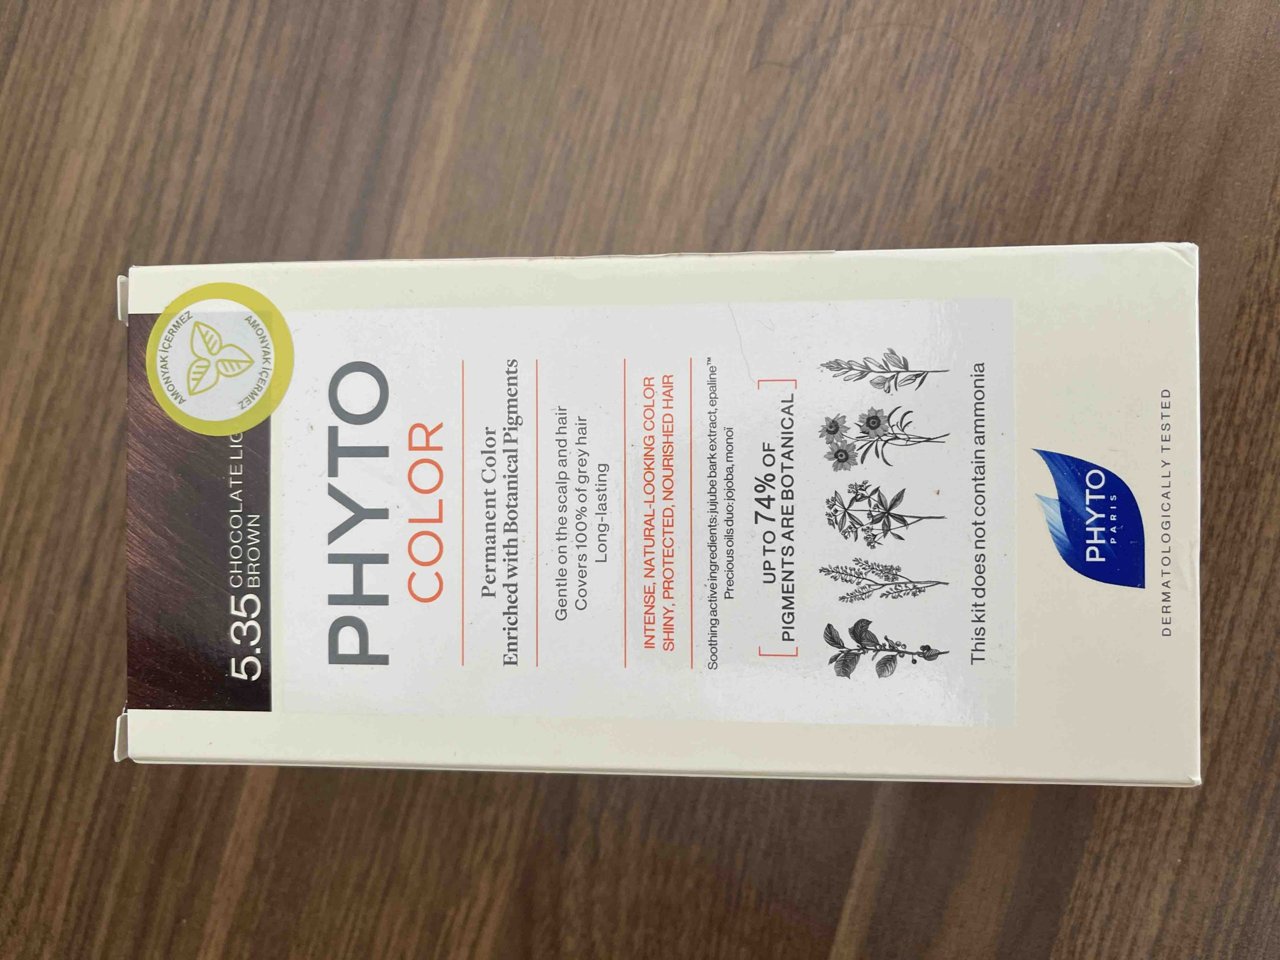 AMONYAK İÇERMEZ
AMONYAK İÇERMEZ
5.35 CHOCOLATE
BROWN
PHYTO
COLOR
Permanent Color
Enriched with Botanical Pigments
Gentle on the scalp and hair
Covers 100% of grey hair
Long-lasting
INTENSE, NATURAL-LOOKING COLOR
SHINY, PROTECTED, NOURISHED HAIR
Soothing active ingredients: jujube bark extract, epaline™
Precious oils duo: jojoba, monoï
UP TO 74% OF
PIGMENTS ARE BOTANICAL
This kit does not contain ammonia
PHYTO
PARIS
DERMATOLOGICALLY TESTED